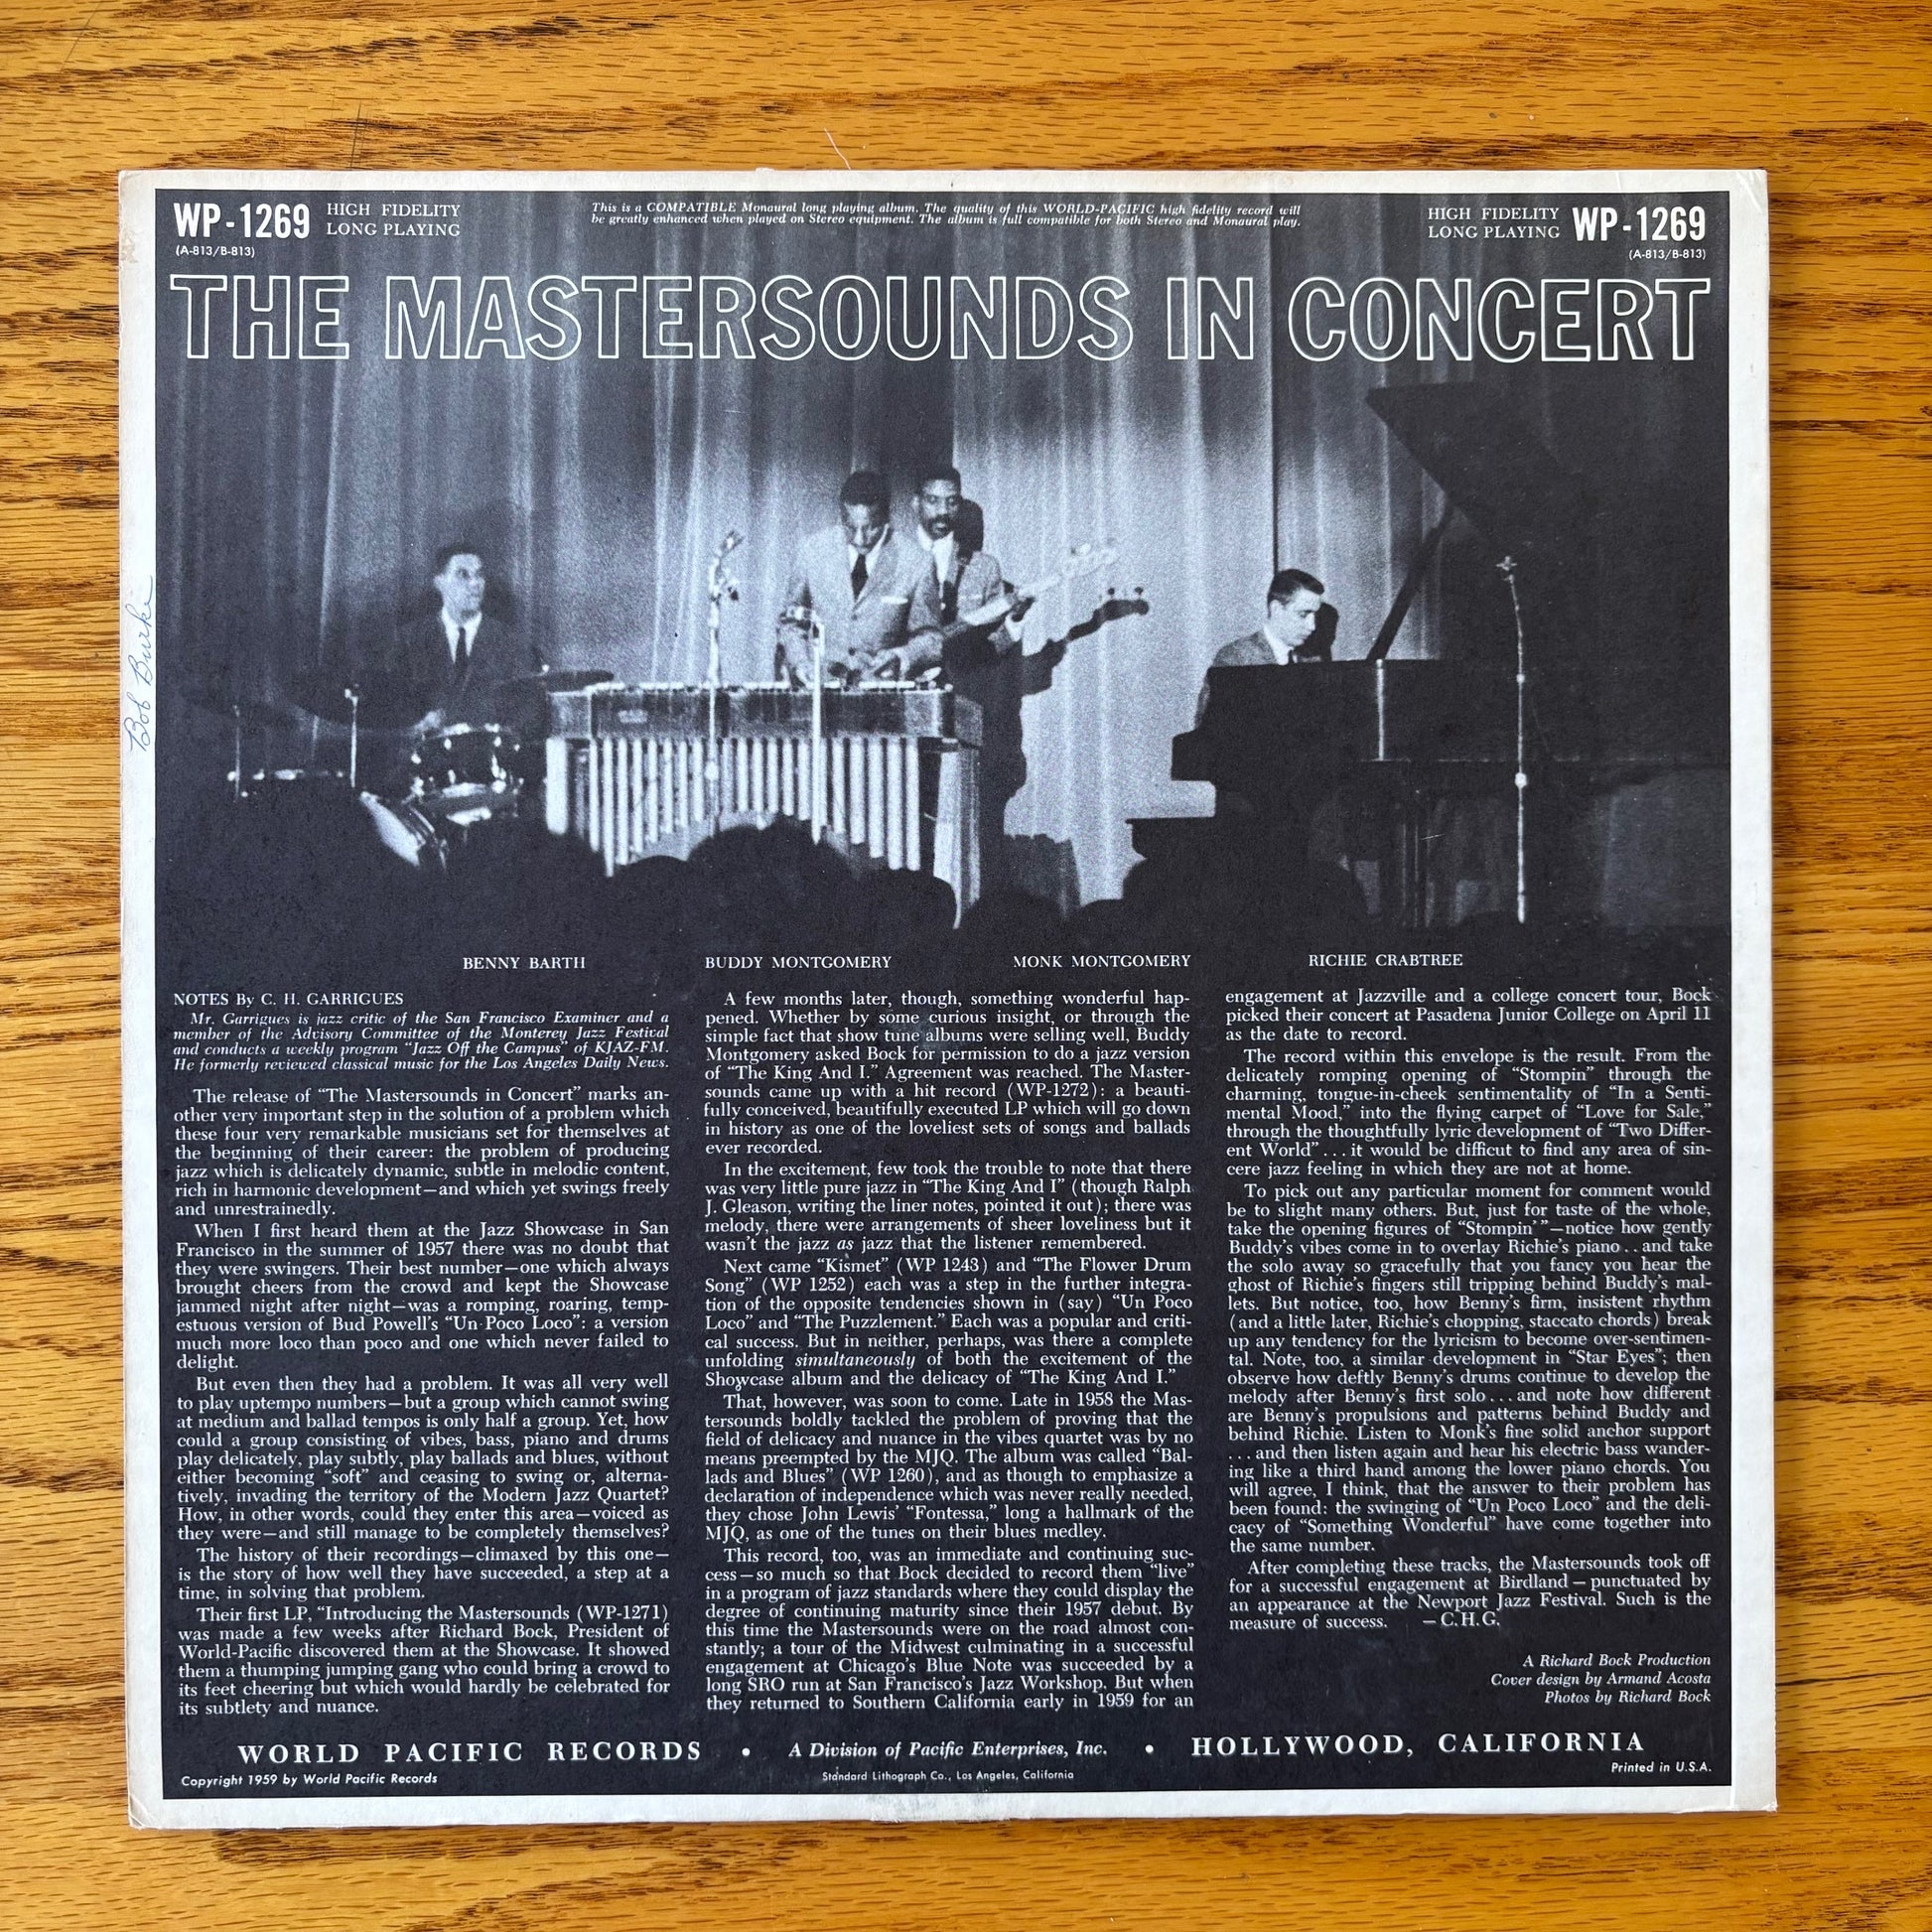 WP-1269 HIGH FIDELITY
LONG PLAYING
(A-813/B-813)
This is a COMPATIBLE Monaural long playing album. The quality of this WORLD-PACIFIC high fidelity record will
be greatly enhanced when played on Stereo equipment. The album is full compatible for both Stereo and Monaural play.
HIGH FIDELITY WP-1269
LONG PLAYING
(A-813/B-813)
THE MASTERSOUNDS IN CONCERT
Bob Burke
BENNY BARTH BUDDY MONTGOMERY MONK MONTGOMERY RICHIE CRABTREE
NOTES By C. H. GARRIGUES
Mr. Garrigues is jazz critic of the San Francisco Examiner and a
member of the Advisory Committee of the Monterey Jazz Festival
and conducts a weekly program "Jazz Off the Campus" of KJAZ-FM.
He formerly reviewed classical music for the Los Angeles Daily News.
The release of "The Mastersounds in Concert" marks an-
other very important step in the solution of a problem which
these four very remarkable musicians set for themselves at
the beginning of their career: the problem of producing
jazz which is delicately dynamic, subtle in melodic content,
rich in harmonic development—and which yet swings freely
and unrestrainedly.
When I first heard them at the Jazz Showcase in San
Francisco in the summer of 1957 there was no doubt that
they were swingers. Their best number—one which always
brought cheers from the crowd and kept the Showcase
jammed night after night—was a romping, roaring, temp-
estuous version of Bud Powell's "Un Poco Loco": a version
much more loco than poco and one which never failed to
delight.
But even then they had a problem. It was all very well
to play uptempo numbers—but a group which cannot swing
at medium and ballad tempos is only half a group. Yet, how
could a group consisting of vibes, bass, piano and drums
play delicately, play subtly, play ballads and blues, without
either becoming "soft" and ceasing to swing or, alterna-
tively, invading the territory of the Modern Jazz Quartet?
How, in other words, could they enter this area—voiced as
they were—and still manage to be completely themselves?
The history of their recordings—climaxed by this one—
is the story of how well they have succeeded, a step at a
time, in solving that problem.
Their first LP, "Introducing the Mastersounds (WP-1271)
was made a few weeks after Richard Bock, President of
World-Pacific discovered them at the Showcase. It showed
them a thumping jumping gang who could bring a crowd to
its feet cheering but which would hardly be celebrated for
its subtlety and nuance.
A few months later, though, something wonderful hap-
pened. Whether by some curious insight, or through the
simple fact that show tune albums were selling well, Buddy
Montgomery asked Bock for permission to do a jazz version
of "The King And I." Agreement was reached. The Master-
sounds came up with a hit record (WP-1272): a beauti-
fully conceived, beautifully executed LP which will go down
in history as one of the loveliest sets of songs and ballads
ever recorded.
In the excitement, few took the trouble to note that there
was very little pure jazz in "The King And I" (though Ralph
J. Gleason, writing the liner notes, pointed it out); there was
melody, there were arrangements of sheer loveliness but it
wasn't the jazz as jazz that the listener remembered.
Next came "Kismet" (WP 1243) and "The Flower Drum
Song" (WP 1252) each was a step in the further integra-
tion of the opposite tendencies shown in (say) "Un Poco
Loco" and "The Puzzlement." Each was a popular and criti-
cal success. But in neither, perhaps, was there a complete
unfolding simultaneously of both the excitement of the
Showcase album and the delicacy of "The King And I."
That, however, was soon to come. Late in 1958 the Mas-
tersounds boldly tackled the problem of proving that the
field of delicacy and nuance in the vibes quartet was by no
means preempted by the MJQ. The album was called "Bal-
lads and Blues" (WP 1260), and as though to emphasize a
declaration of independence which was never really needed,
they chose John Lewis' "Fontessa," long a hallmark of the
MJQ, as one of the tunes on their blues medley.
This record, too, was an immediate and continuing suc-
cess—so much so that Bock decided to record them "live"
in a program of jazz standards where they could display the
degree of continuing maturity since their 1957 debut. By
this time the Mastersounds were on the road almost con-
stantly; a tour of the Midwest culminating in a successful
engagement at Chicago's Blue Note was succeeded by a
long SRO run at San Francisco's Jazz Workshop. But when
they returned to Southern California early in 1959 for an
engagement at Jazzville and a college concert tour, Bock
picked their concert at Pasadena Junior College on April 11
as the date to record.
The record within this envelope is the result. From the
delicately romping opening of "Stompin" through the
charming, tongue-in-cheek sentimentality of "In a Senti-
mental Mood," into the flying carpet of "Love for Sale,"
through the thoughtfully lyric development of "Two Differ-
ent World" . . . it would be difficut to find any area of sin-
cere jazz feeling in which they are not at home.
To pick out any particular moment for comment would
be to slight many others. But, just for taste of the whole,
take the opening figures of "Stompin' "—notice how gently
Buddy's vibes come in to overlay Richie's piano . . and take
the solo away so gracefully that you fancy you hear the
ghost of Richie's fingers still tripping behind Buddy's mal-
lets. But notice, too, how Benny's firm, insistent rhythm
(and a little later, Richie's chopping, staccato chords) break
up any tendency for the lyricism to become over-sentimen-
tal. Note, too, a similar development in "Star Eyes"; then
observe how deftly Benny's drums continue to develop the
melody after Benny's first solo . . . and note how different
are Benny's propulsions and patterns behind Buddy and
behind Richie. Listen to Monk's fine solid anchor support
. . . and then listen again and hear his electric bass wander-
ing like a third hand among the lower piano chords. You
will agree, I think, that the answer to their problem has
been found: the swinging of "Un Poco Loco" and the deli-
cacy of "Something Wonderful" have come together into
the same number.
After completing these tracks, the Mastersounds took off
for a successful engagement at Birdland—punctuated by
an appearance at the Newport Jazz Festival. Such is the
measure of success. —C.H.G.
A Richard Bock Production
Cover design by Armand Acosta
Photos by Richard Bock
WORLD PACIFIC RECORDS • A Division of Pacific Enterprises, Inc. • HOLLYWOOD, CALIFORNIA
Copyright 1959 by World Pacific Records Standard Lithograph Co., Los Angeles, California Printed in U.S.A.